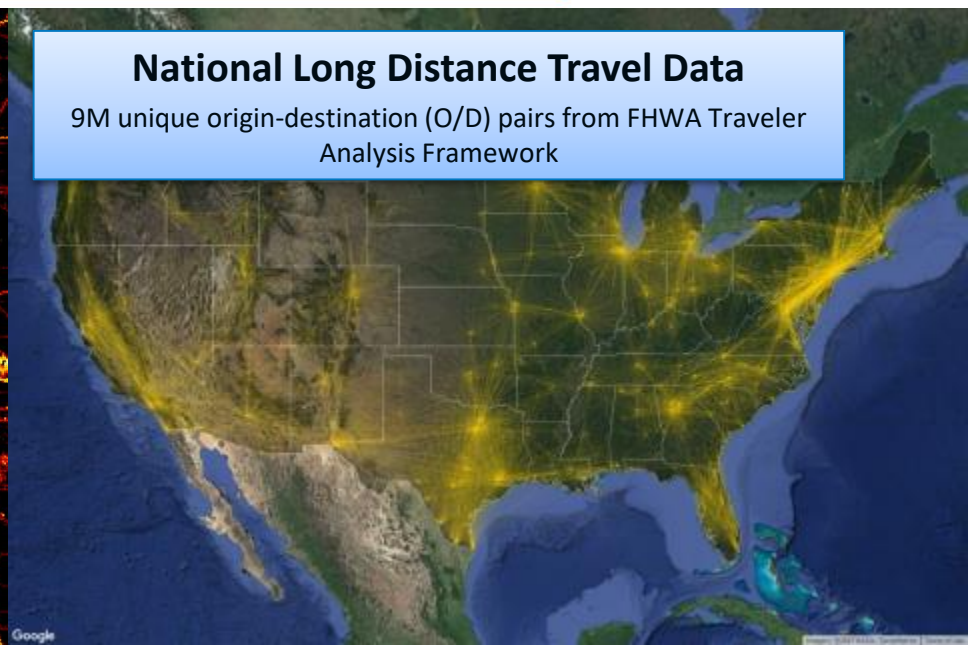 National Long Distance Travel Data
9M unique origin-destination (O/D) pairs from FHWA Traveler
Analysis Framework
Google